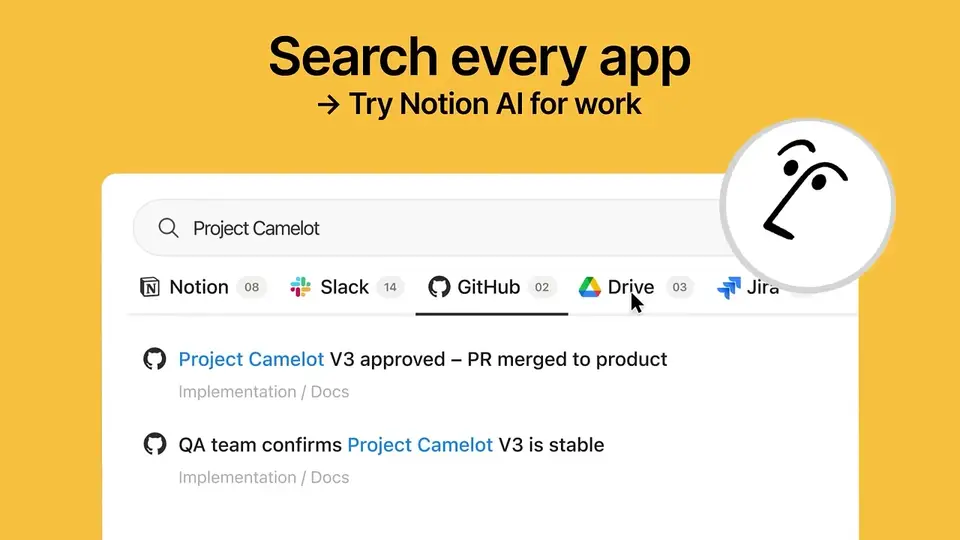 Search every app
→ Try Notion AI for work
Project Camelot
Notion 08 Slack 14 GitHub 02 Drive 03 Jira
Project Camelot V3 approved – PR merged to product
Implementation / Docs
QA team confirms Project Camelot V3 is stable
Implementation / Docs